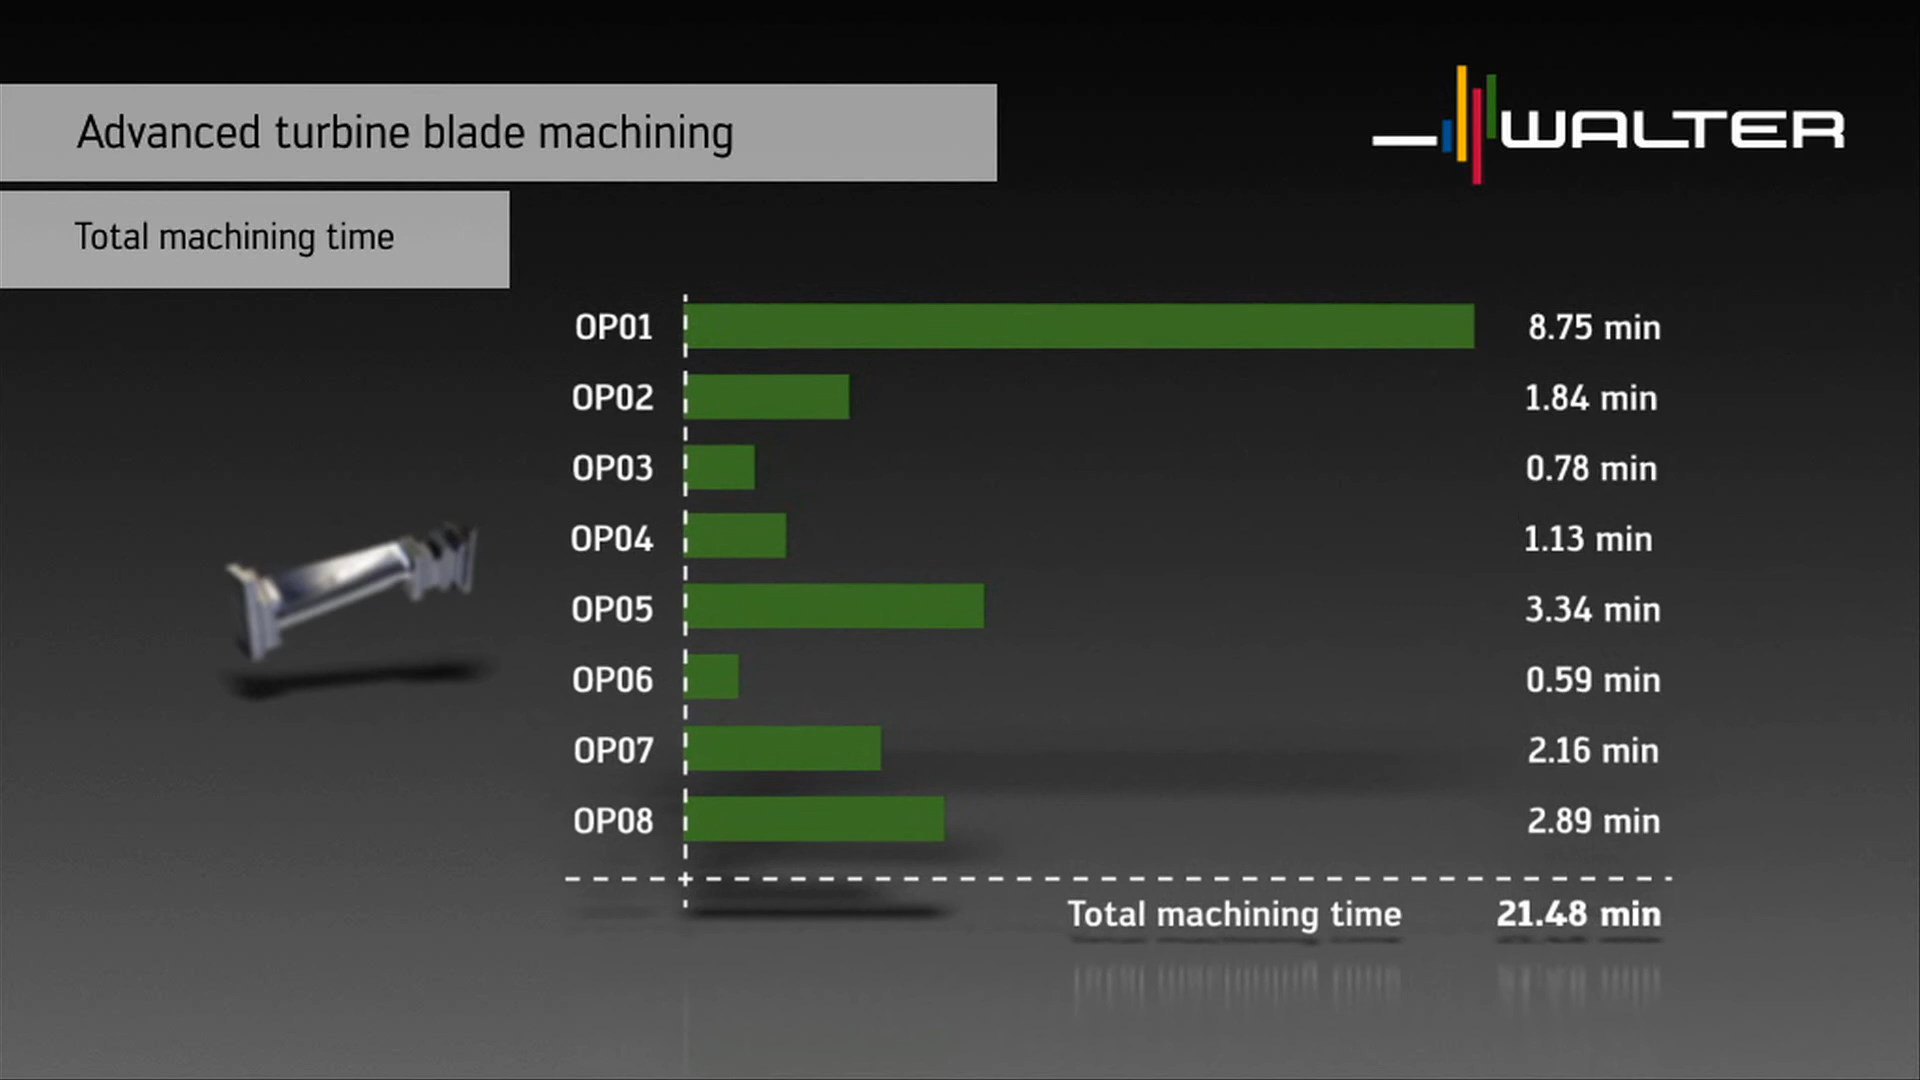 Advanced turbine blade machining
WALTER
Total machining time
OP01 8.75 min
OP02 1.84 min
OP03 0.78 min
OP04 1.13 min
OP05 3.34 min
OP06 0.59 min
OP07 2.16 min
OP08 2.89 min
Total machining time 21.48 min